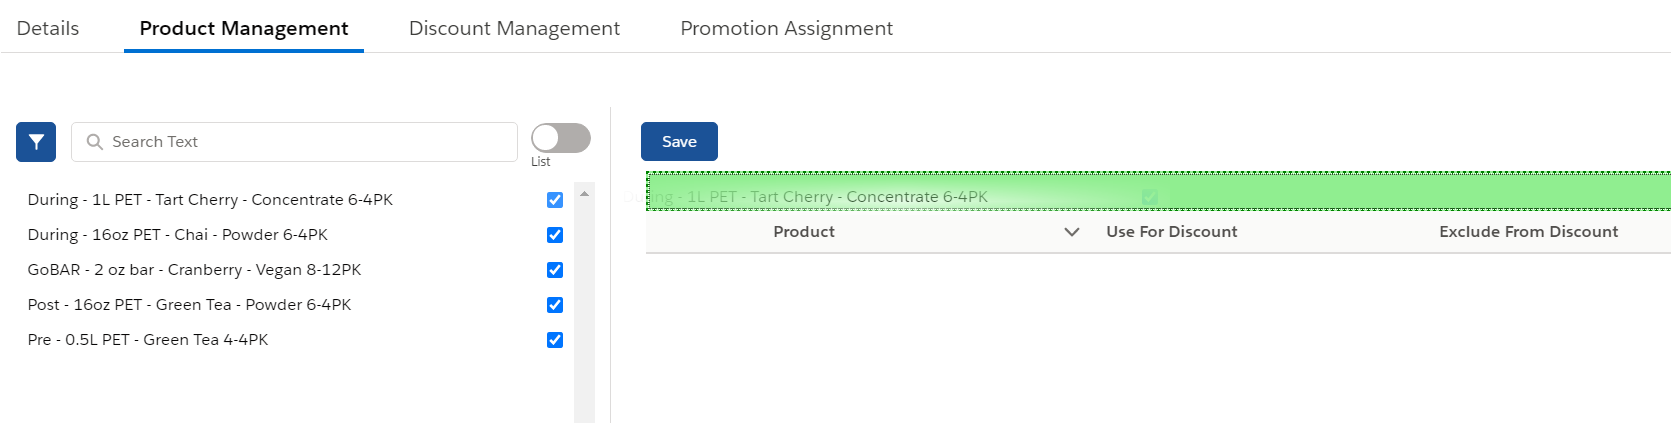 Details Product Management Discount Management Promotion Assignment
Search Text
List
During - 1L PET - Tart Cherry - Concentrate 6-4PK
During - 16oz PET - Chai - Powder 6-4PK
GoBAR - 2 oz bar - Cranberry - Vegan 8-12PK
Post - 16oz PET - Green Tea - Powder 6-4PK
Pre - 0.5L PET - Green Tea 4-4PK
Save
During - 1L PET - Tart Cherry - Concentrate 6-4PK
Product Use For Discount Exclude From Discount